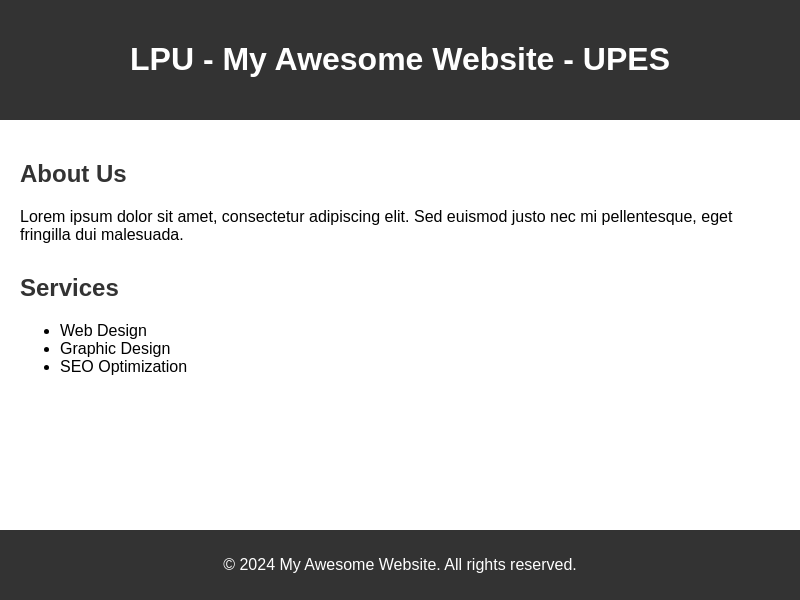 LPU - My Awesome Website - UPES
About Us
Lorem ipsum dolor sit amet, consectetur adipiscing elit. Sed euismod justo nec mi pellentesque, eget
fringilla dui malesuada.
Services
Web Design
Graphic Design
SEO Optimization
© 2024 My Awesome Website. All rights reserved.